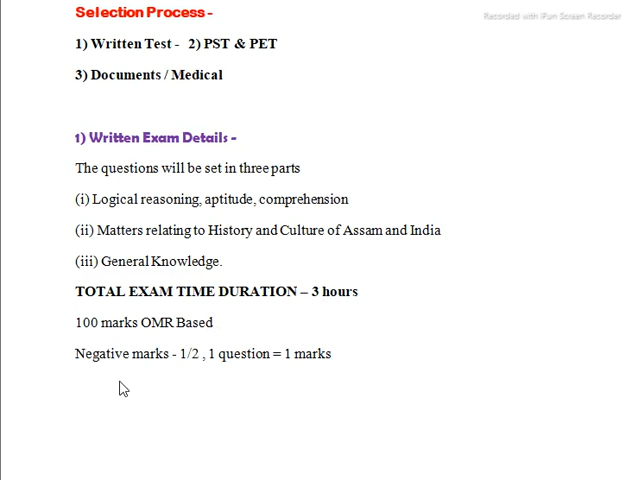 Selection Process -
Recorded with iFun Screen Recorder
1) Written Test - 2) PST & PET
3) Documents / Medical
1) Written Exam Details -
The questions will be set in three parts
(i) Logical reasoning, aptitude, comprehension
(ii) Matters relating to History and Culture of Assam and India
(iii) General Knowledge.
TOTAL EXAM TIME DURATION – 3 hours
100 marks OMR Based
Negative marks - 1/2 , 1 question = 1 marks